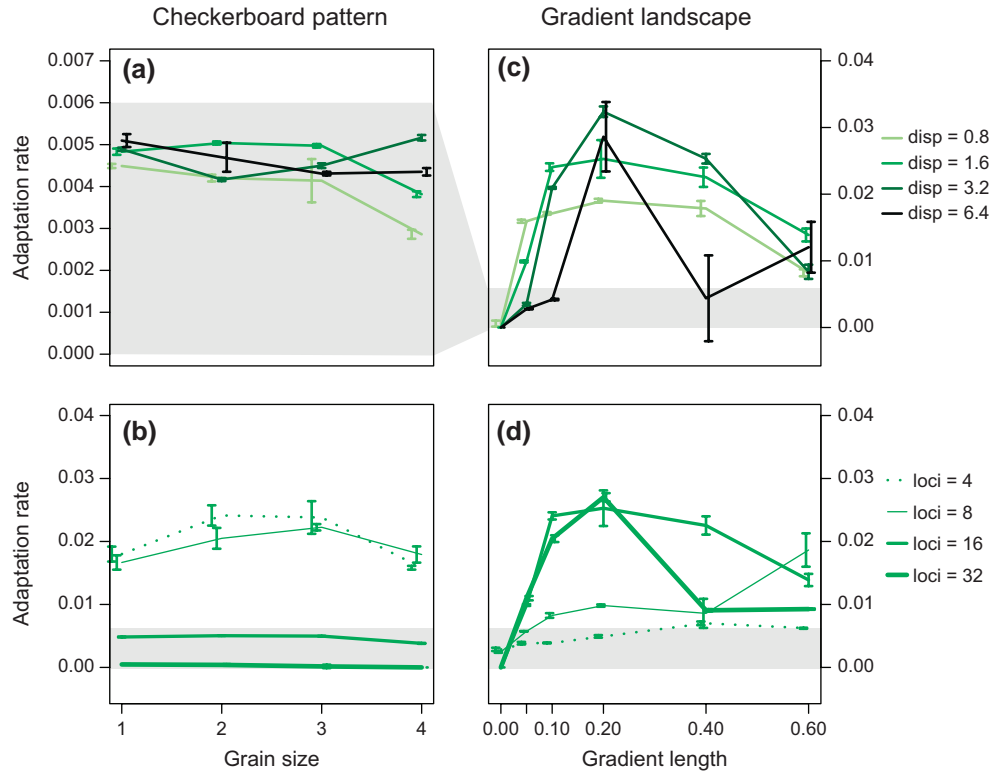 Checkerboard pattern
Gradient landscape
(a)
(c)
Adaptation rate
0.007
0.006
0.005
0.004
0.003
0.002
0.001
0.000
0.04
0.03
0.02
0.01
0.00
disp = 0.8
disp = 1.6
disp = 3.2
disp = 6.4
(b)
(d)
Adaptation rate
0.04
0.03
0.02
0.01
0.00
0.04
0.03
0.02
0.01
0.00
loci = 4
loci = 8
loci = 16
loci = 32
1 2 3 4
0.00 0.10 0.20 0.40 0.60
Grain size
Gradient length